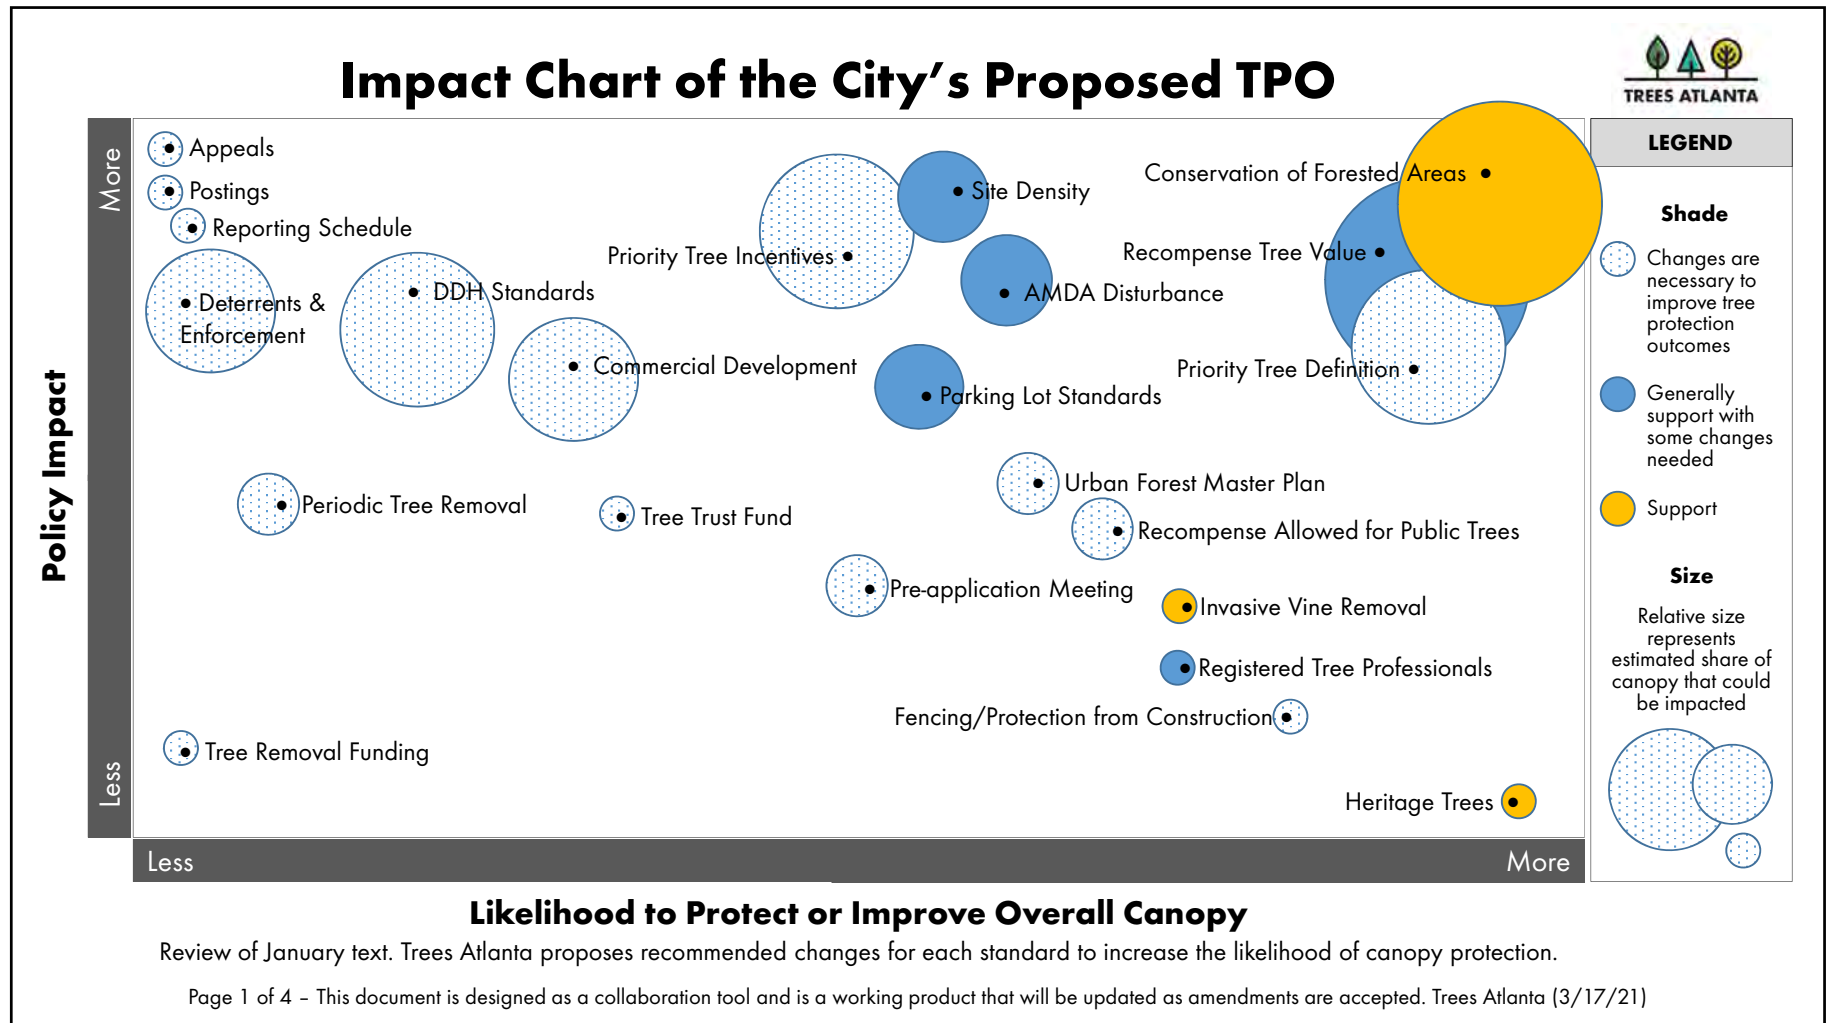 Impact Chart of the City's Proposed TPO
TREES ATLANTA
More
Policy Impact
Less
Appeals
Postings
Reporting Schedule
Deterrents &
Enforcement
DDH Standards
Commercial Development
Priority Tree Incentives
Site Density
AMDA Disturbance
Parking Lot Standards
Conservation of Forested Areas
Recompense Tree Value
Priority Tree Definition
Periodic Tree Removal
Tree Trust Fund
Urban Forest Master Plan
Recompense Allowed for Public Trees
Pre-application Meeting
Invasive Vine Removal
Registered Tree Professionals
Fencing/Protection from Construction
Tree Removal Funding
Heritage Trees
LEGEND
Shade
Changes are
necessary to
improve tree
protection
outcomes
Generally
support with
some changes
needed
Support
Size
Relative size
represents
estimated share of
canopy that could
be impacted
Less
More
Likelihood to Protect or Improve Overall Canopy
Review of January text. Trees Atlanta proposes recommended changes for each standard to increase the likelihood of canopy protection.
Page 1 of 4 – This document is designed as a collaboration tool and is a working product that will be updated as amendments are accepted. Trees Atlanta (3/17/21)